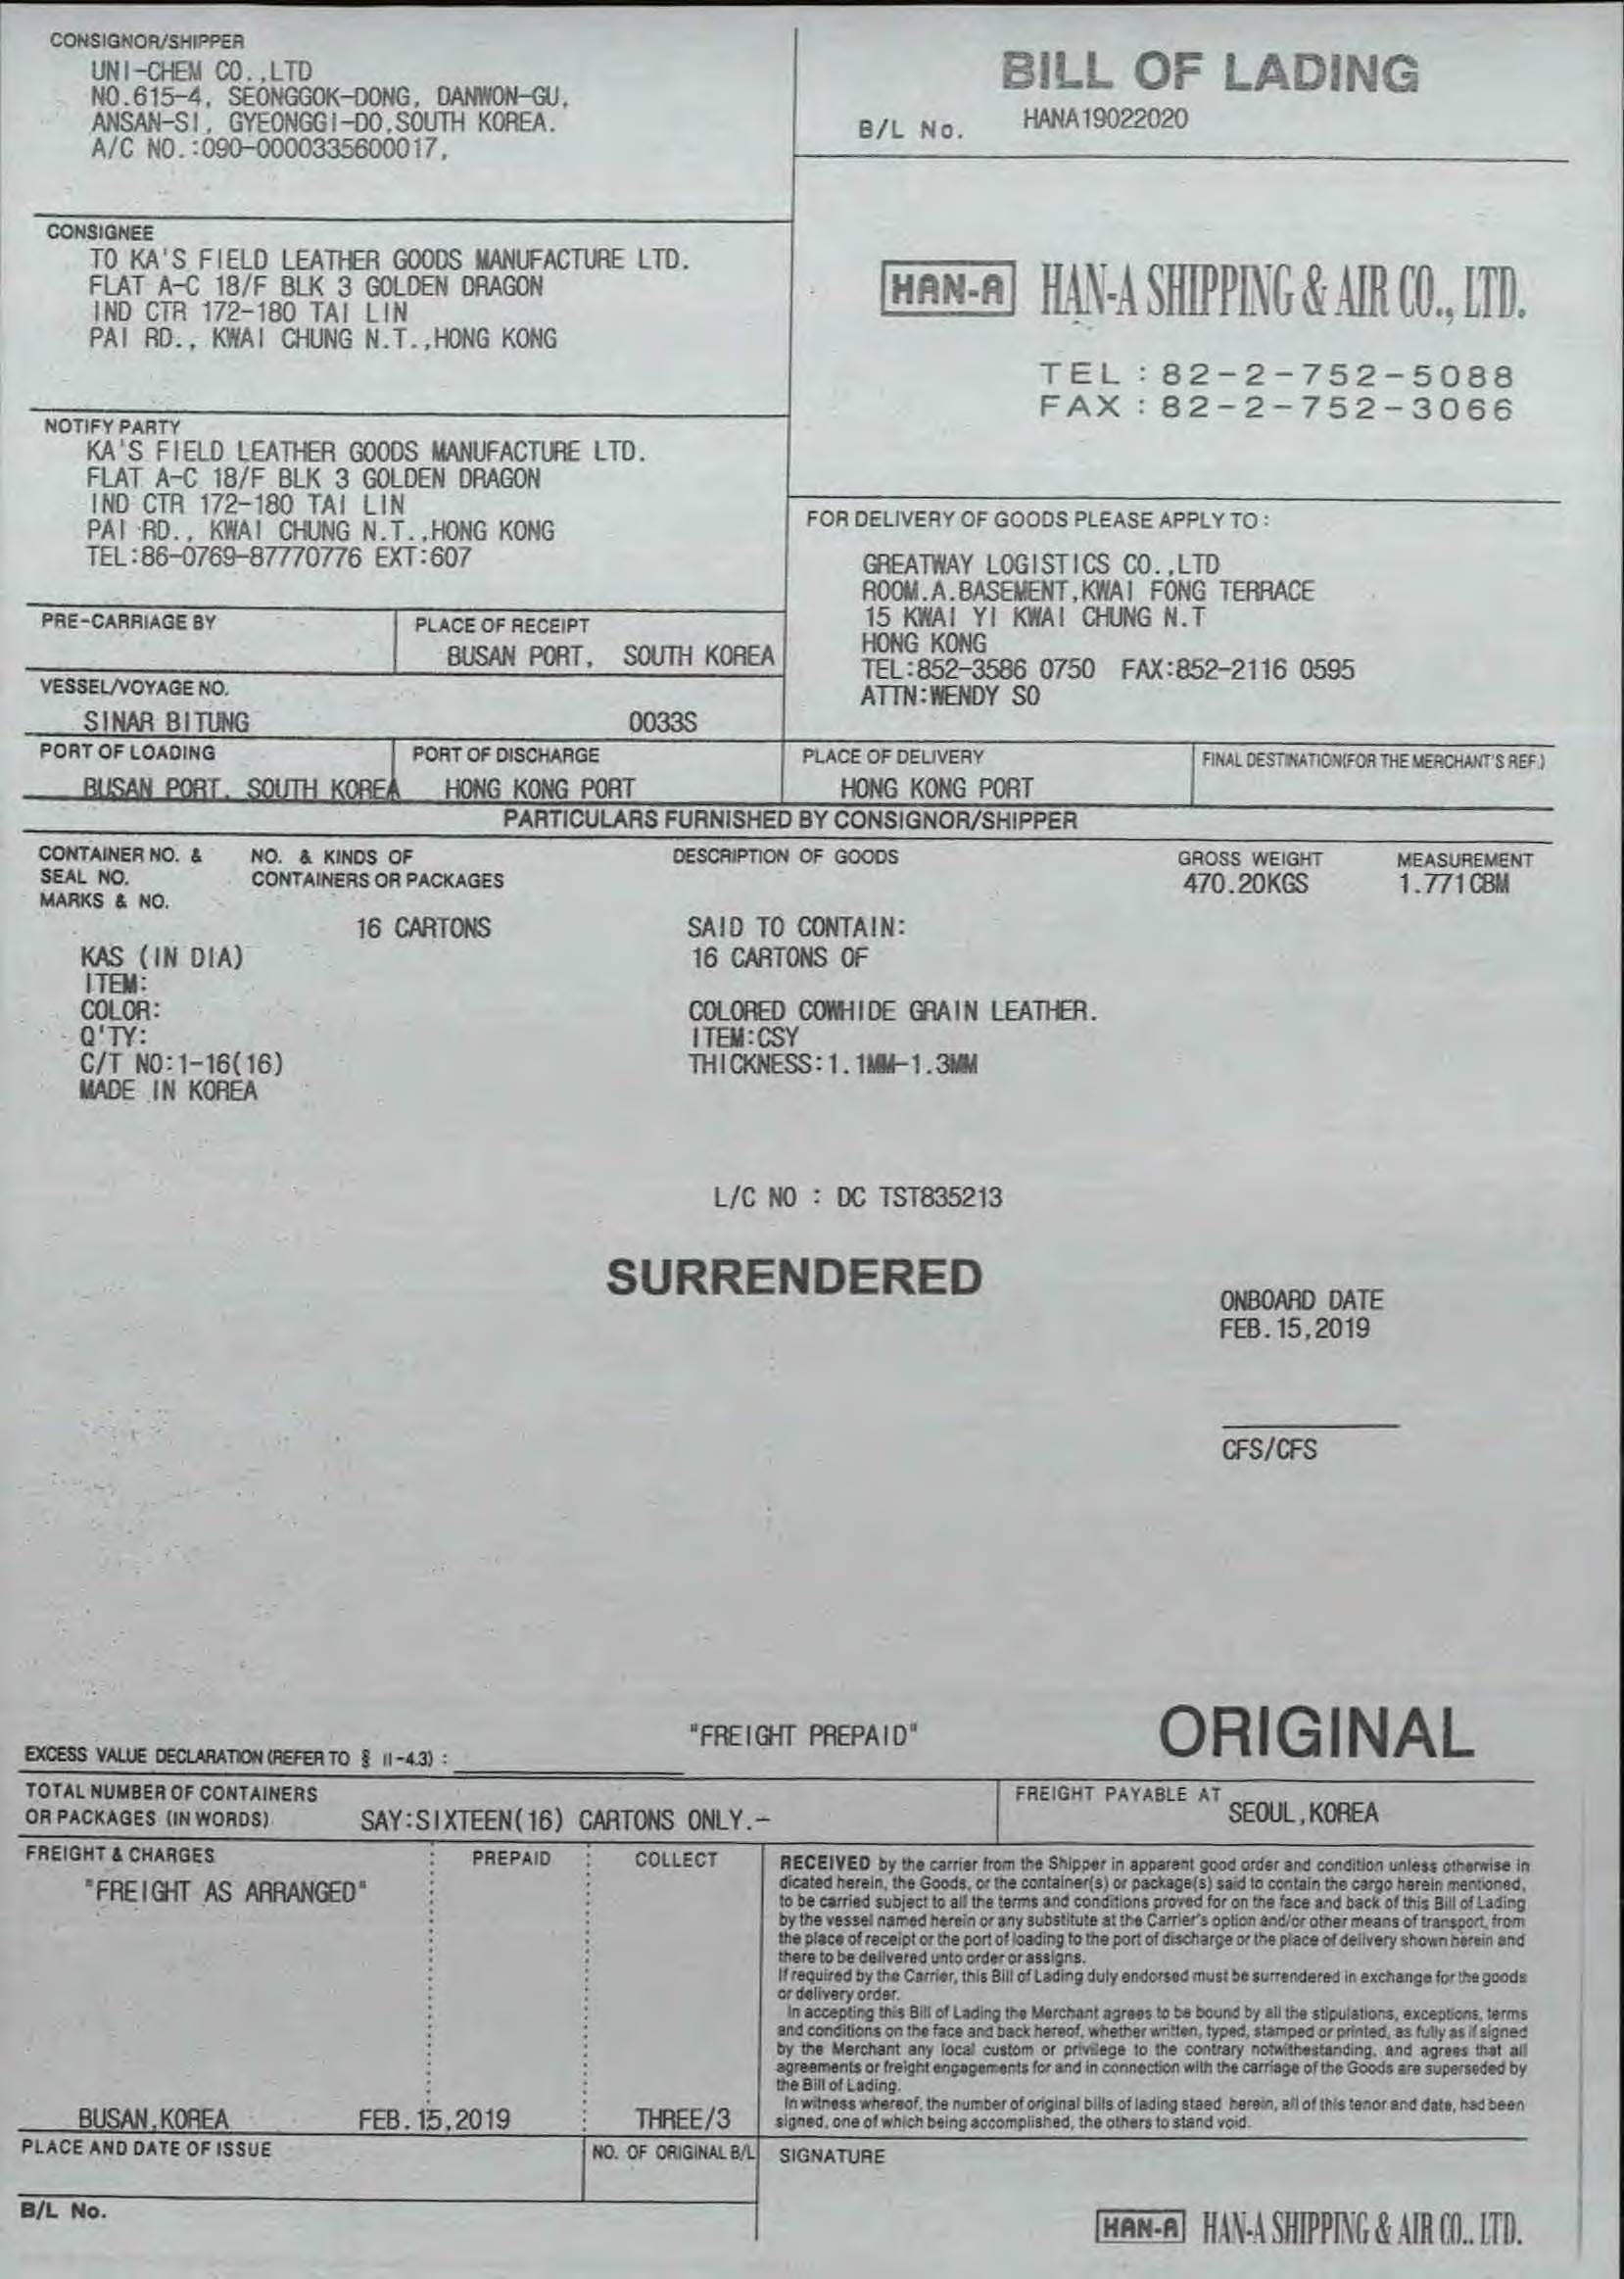 CONSIGNOR/SHIPPER
UNI-CHEM CO.,LTD
NO.615-4, SEONGGOK-DONG, DANWON-GU,
ANSAN-SI, GYEONGGI-DO,SOUTH KOREA.
A/C NO.:090-0000335600017,
BILL OF LADING
B/L No. HANA19022020
CONSIGNEE
TO KA'S FIELD LEATHER GOODS MANUFACTURE LTD.
FLAT A-C 18/F BLK 3 GOLDEN DRAGON
IND CTR 172-180 TAI LIN
PAI RD., KWAI CHUNG N.T.,HONG KONG
HAN-A HAN-A SHIPPING & AIR CO., LTD.
TEL : 82-2-752-5088
FAX : 82-2-752-3066
NOTIFY PARTY
KA'S FIELD LEATHER GOODS MANUFACTURE LTD.
FLAT A-C 18/F BLK 3 GOLDEN DRAGON
IND CTR 172-180 TAI LIN
PAI RD., KWAI CHUNG N.T.,HONG KONG
TEL:86-0769-87770776 EXT:607
FOR DELIVERY OF GOODS PLEASE APPLY TO :
GREATWAY LOGISTICS CO.,LTD
ROOM.A.BASEMENT,KWAI FONG TERRACE
15 KWAI YI KWAI CHUNG N.T
HONG KONG
TEL:852-3586 0750 FAX:852-2116 0595
ATTN:WENDY SO
PRE-CARRIAGE BY
PLACE OF RECEIPT
BUSAN PORT, SOUTH KOREA
VESSEL/VOYAGE NO.
SINAR BITUNG 0033S
PORT OF LOADING
BUSAN PORT, SOUTH KOREA
PORT OF DISCHARGE
HONG KONG PORT
PLACE OF DELIVERY
HONG KONG PORT
FINAL DESTINATION(FOR THE MERCHANT'S REF.)
PARTICULARS FURNISHED BY CONSIGNOR/SHIPPER
CONTAINER NO. &
SEAL NO.
MARKS & NO.
NO. & KINDS OF
CONTAINERS OR PACKAGES
DESCRIPTION OF GOODS
GROSS WEIGHT
470.20KGS
MEASUREMENT
1.771CBM
16 CARTONS
SAID TO CONTAIN:
16 CARTONS OF
KAS (IN DIA)
ITEM:
COLOR:
Q'TY:
C/T NO:1-16(16)
MADE IN KOREA
COLORED COWHIDE GRAIN LEATHER.
ITEM:CSY
THICKNESS:1.1MM-1.3MM
L/C NO : DC TST835213
SURRENDERED
ONBOARD DATE
FEB.15,2019
CFS/CFS
"FREIGHT PREPAID"
ORIGINAL
EXCESS VALUE DECLARATION (REFER TO § II-4.3) :
TOTAL NUMBER OF CONTAINERS
OR PACKAGES (IN WORDS)
SAY:SIXTEEN(16) CARTONS ONLY.-
FREIGHT PAYABLE AT
SEOUL,KOREA
FREIGHT & CHARGES
PREPAID
COLLECT
"FREIGHT AS ARRANGED"
RECEIVED by the carrier from the Shipper in apparent good order and condition unless otherwise in
dicated herein, the Goods, or the container(s) or package(s) said to contain the cargo herein mentioned,
to be carried subject to all the terms and conditions proved for on the face and back of this Bill of Lading
by the vessel named herein or any substitute at the Carrier's option and/or other means of transport, from
the place of receipt or the port of loading to the port of discharge or the place of delivery shown herein and
there to be delivered unto order or assigns.
If required by the Carrier, this Bill of Lading duly endorsed must be surrendered in exchange for the goods
or delivery order.
In accepting this Bill of Lading the Merchant agrees to be bound by all the stipulations, exceptions, terms
and conditions on the face and back hereof, whether written, typed, stamped or printed, as fully as if signed
by the Merchant any local custom or privilege to the contrary notwithstanding, and agrees that all
agreements or freight engagements for and in connection with the carriage of the Goods are superseded by
the Bill of Lading.
In witness whereof, the number of original bills of lading staed herein, all of this tenor and date, had been
signed, one of which being accomplished, the others to stand void.
BUSAN,KOREA FEB.15,2019
THREE/3
PLACE AND DATE OF ISSUE
NO. OF ORIGINAL B/L
SIGNATURE
B/L No.
HAN-A HAN-A SHIPPING & AIR CO.. LTD.